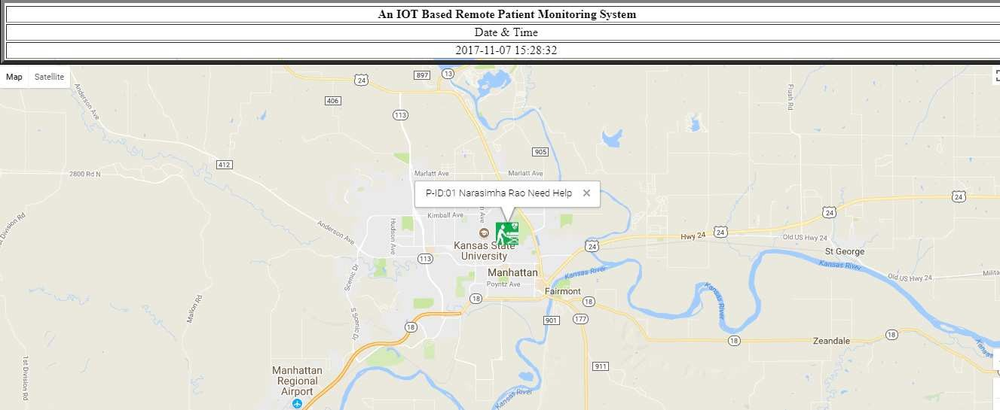 An IOT Based Remote Patient Monitoring System
Date & Time
2017-11-07 15:28:32
Map
Satellite
24
897
13
406
113
Anderson Ave
Rush Rd
905
412
2800 Rd N
Marlatt Ave
Marlatt Ave
P-ID:01 Narasimha Rao Need Help
24
24
Kimball Ave
Hudson Ave
Anderson Ave
Hwy 24
24
Old US Hwy 24
24
Kansas State
University
St George
113
Kansas River
Manhattan
Kansas River
Old US Hwy 24
Scenic Dr
Poyntz Ave
Fairmont
Kansas River
18
18
Mallon Rd
S Scenic Dr
901
177
18
18
18
Zeandale
1st Division Rd
911
Manhattan
Regional
Airport
Kansas River